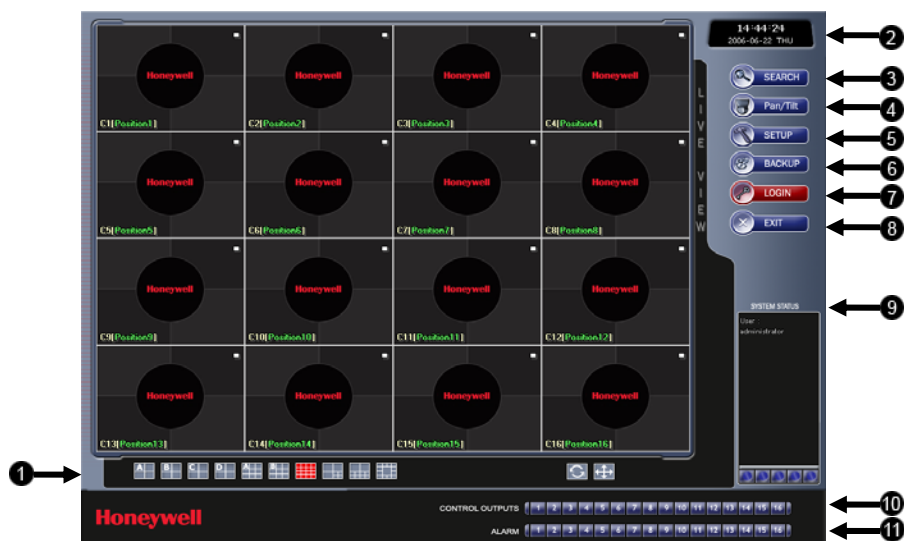 Honeywell Honeywell Honeywell Honeywell
C1[Position1] C2[Position2] C3[Position3] C4[Position4]
Honeywell Honeywell Honeywell Honeywell
C5[Position5] C6[Position6] C7[Position7] C8[Position8]
Honeywell Honeywell Honeywell Honeywell
C9[Position9] C10[Position10] C11[Position11] C12[Position12]
Honeywell Honeywell Honeywell Honeywell
C13[Position13] C14[Position14] C15[Position15] C16[Position16]
LIVE VIEW
14:44:24
2006-06-22 THU
2
SEARCH
3
Pan/Tilt
4
SETUP
5
BACKUP
6
LOGIN
7
EXIT
8
SYSTEM STATUS
9
User :
administrator
1
A B C D A B
Honeywell
CONTROL OUTPUTS 1 2 3 4 5 6 7 8 9 10 11 12 13 14 15 16
10
ALARM 1 2 3 4 5 6 7 8 9 10 11 12 13 14 15 16
11